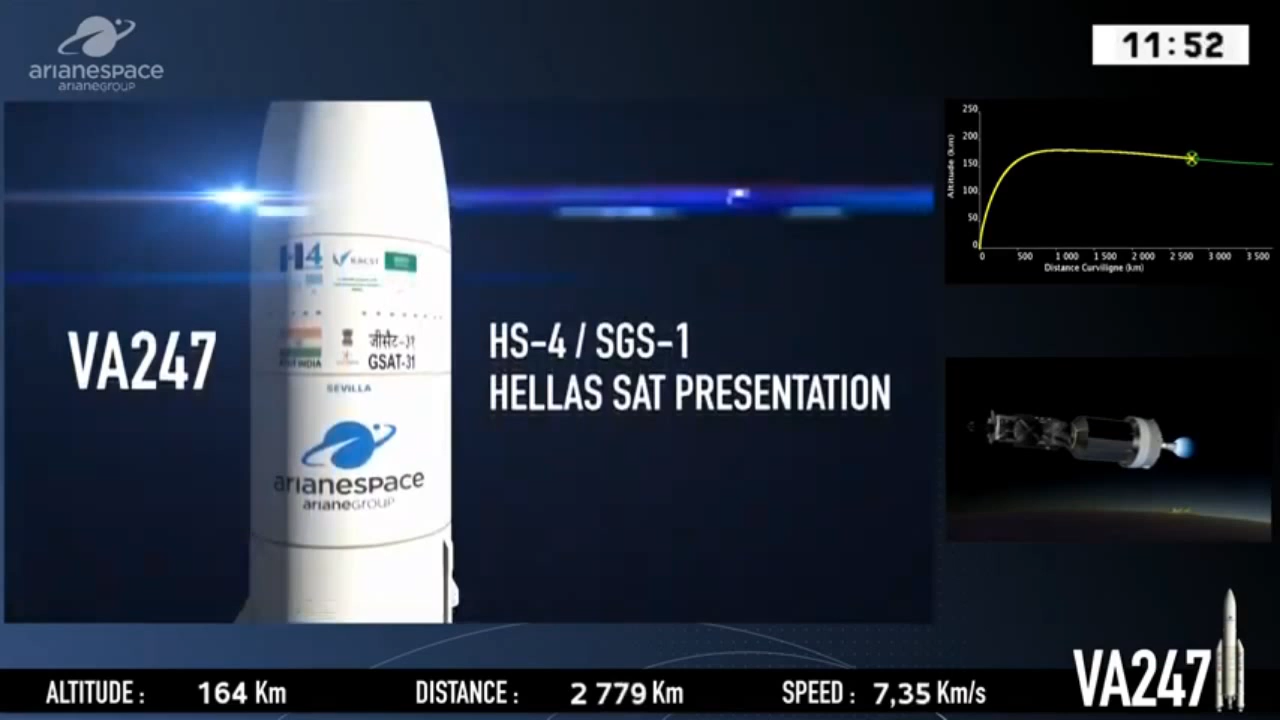 arianespace
arianeGROUP
11:52
VA247
H4
KACST
जीसैट-31
GSAT-31
SEVILLA
arianespace
arianeGROUP
HS-4 / SGS-1
HELLAS SAT PRESENTATION
Altitude (km)
250
200
150
100
50
0
0 500 1 000 1 500 2 000 2 500 3 000 3 500
Distance Curviligne (km)
VA247
ALTITUDE : 164 Km DISTANCE : 2 779 Km SPEED : 7,35 Km/s